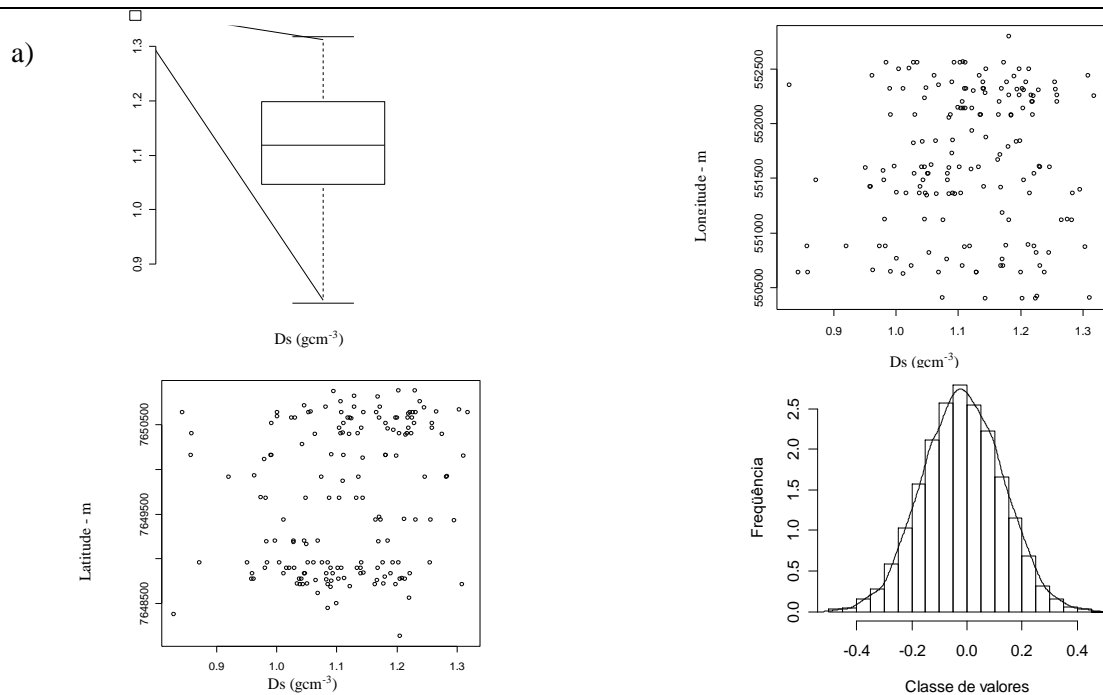 a)
1.3
1.2
1.1
1.0
0.9
Ds (gcm⁻³)
Longitude - m
552500
552000
551500
551000
550500
0.9 1.0 1.1 1.2 1.3
Ds (gcm⁻³)
Latitude - m
7650500
7649500
7648500
0.9 1.0 1.1 1.2 1.3
Ds (gcm⁻³)
Freqüência
2.5
2.0
1.5
1.0
0.5
0.0
-0.4 -0.2 0.0 0.2 0.4
Classe de valores